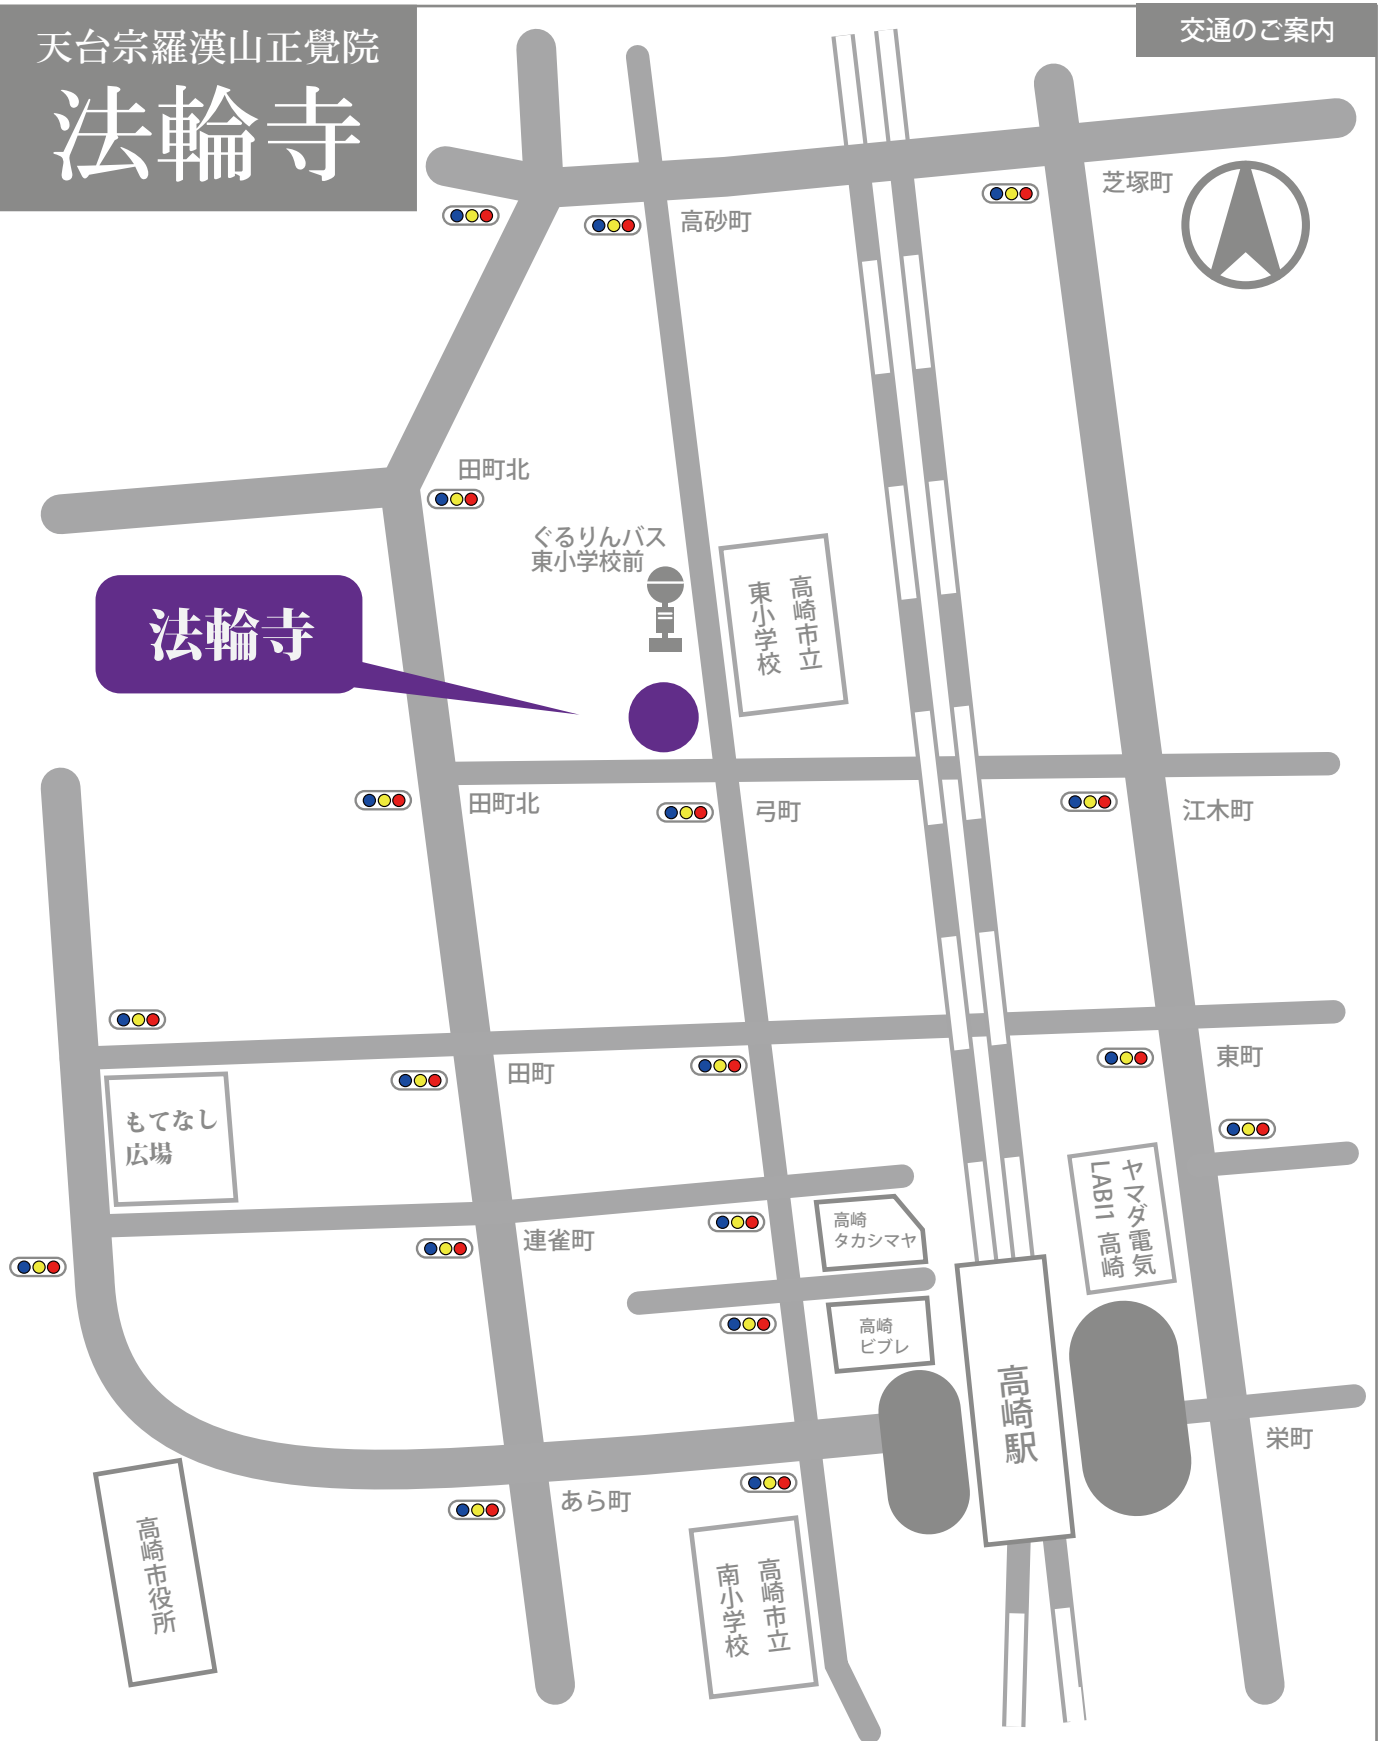 天台宗羅漢山正覺院
法輪寺
交通のご案内
芝塚町
高砂町
田町北
ぐるりんバス
東小学校前
高崎市立
東小学校
法輪寺
田町北
弓町
江木町
田町
東町
もてなし
広場
連雀町
高崎
タカシマヤ
ヤマダ電気
LABI1 高崎
高崎
ビブレ
高崎駅
栄町
あら町
高崎市役所
高崎市立
南小学校